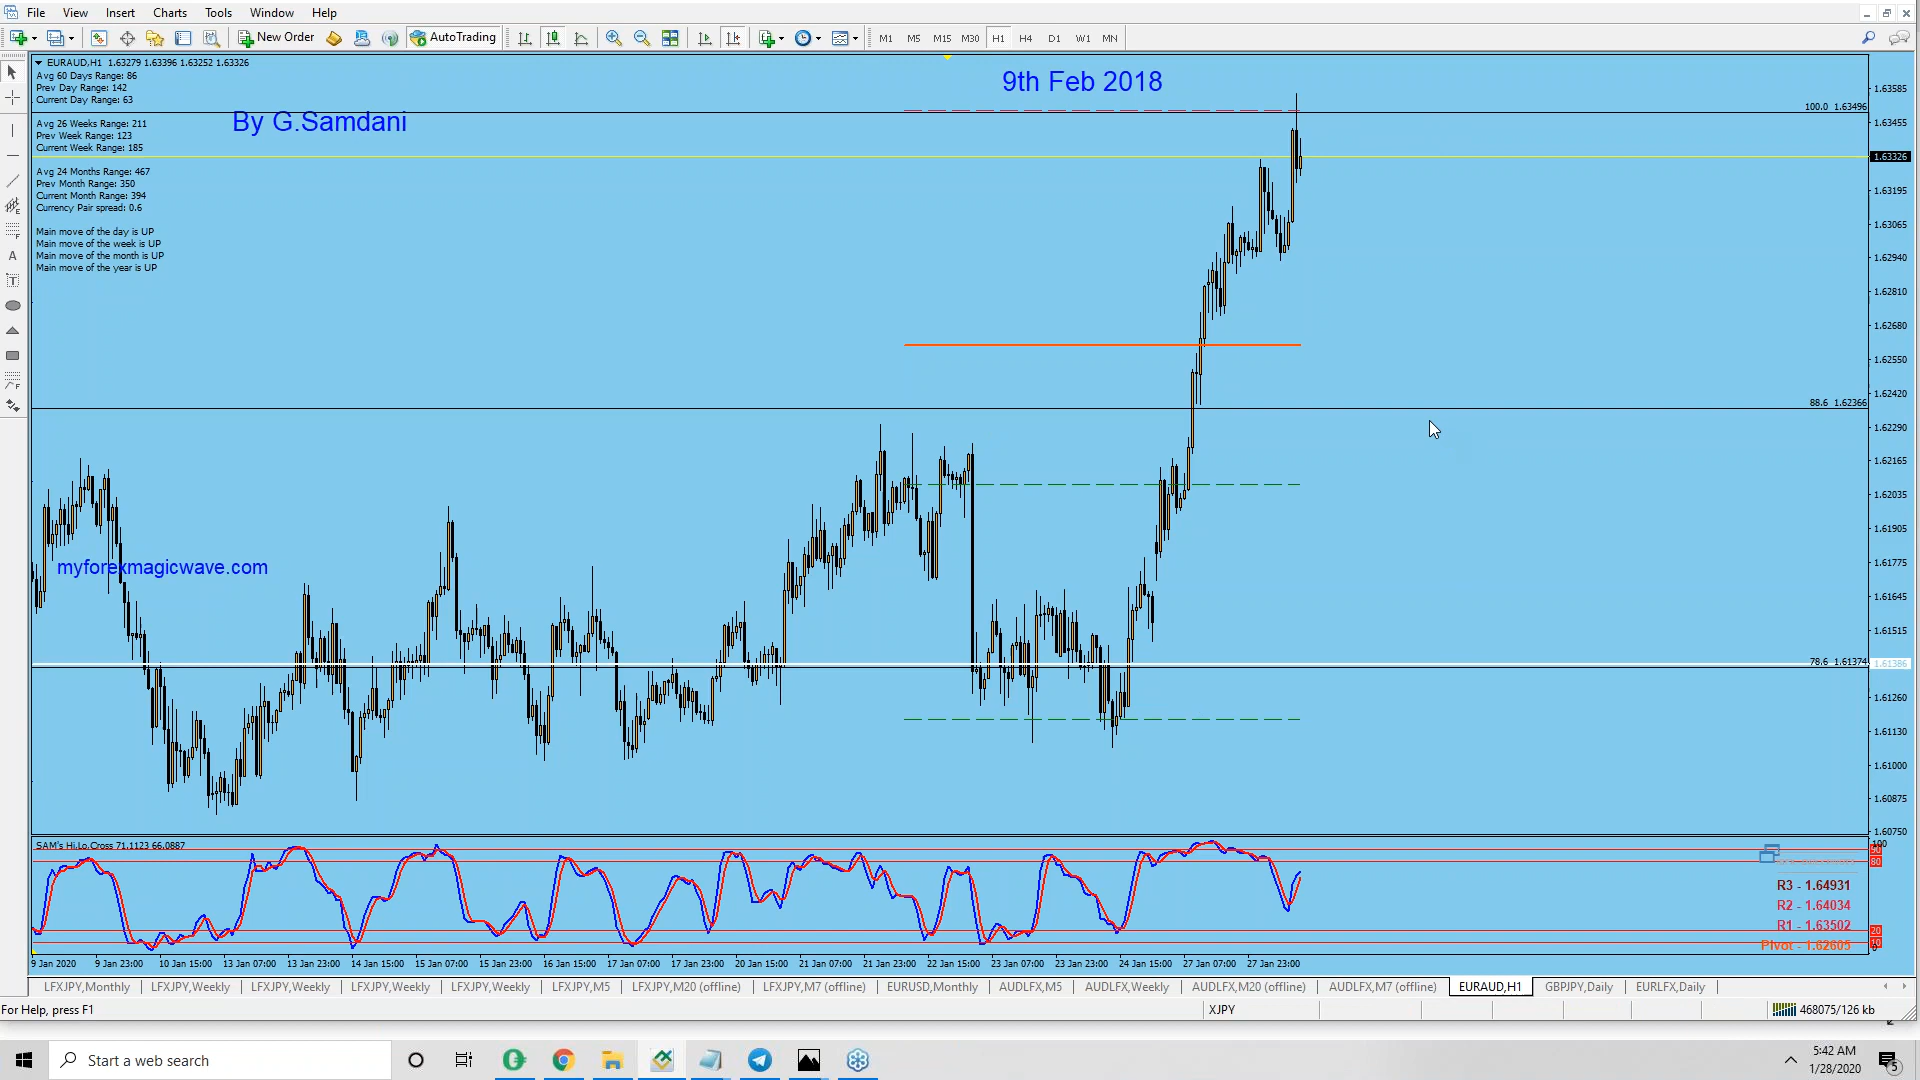 File View Insert Charts Tools Window Help
New Order AutoTrading M1 M5 M15 M30 H1 H4 D1 W1 MN
EURAUD,H1 1.63279 1.63396 1.63252 1.63326
Avg 60 Days Range: 86
Prev Day Range: 142
Current Day Range: 63
Avg 26 Weeks Range: 211
Prev Week Range: 123
Current Week Range: 185
Avg 24 Months Range: 467
Prev Month Range: 350
Current Month Range: 394
Currency Pair spread: 0.6
Main move of the day is UP
Main move of the week is UP
Main move of the month is UP
Main move of the year is UP
By G.Samdani
9th Feb 2018
myforexmagicwave.com
1.63585
100.0 1.63496
1.63455
1.63326
1.63195
1.63065
1.62940
1.62810
1.62680
1.62550
1.62420
88.6 1.62366
1.62290
1.62165
1.62035
1.61905
1.61775
1.61645
1.61515
78.6 1.61374
1.61386
1.61260
1.61130
1.61000
1.60875
1.60750
SAM's Hi,Lo,Cross 71.1123 66.0887
100
90
80
20
10
0
R3 - 1.64931
R2 - 1.64034
R1 - 1.63502
Pivot - 1.62605
9 Jan 2020 9 Jan 23:00 10 Jan 15:00 13 Jan 07:00 13 Jan 23:00 14 Jan 15:00 15 Jan 07:00 15 Jan 23:00 16 Jan 15:00 17 Jan 07:00 17 Jan 23:00 20 Jan 15:00 21 Jan 07:00 21 Jan 23:00 22 Jan 15:00 23 Jan 07:00 23 Jan 23:00 24 Jan 15:00 27 Jan 07:00 27 Jan 23:00
LFXJPY,Monthly LFXJPY,Weekly LFXJPY,Weekly LFXJPY,Weekly LFXJPY,Weekly LFXJPY,M5 LFXJPY,M20 (offline) LFXJPY,M7 (offline) EURUSD,Monthly AUDLFX,M5 AUDLFX,Weekly AUDLFX,M20 (offline) AUDLFX,M7 (offline) EURAUD,H1 GBPJPY,Daily EURLFX,Daily
For Help, press F1 XJPY 468075/126 kb
Start a web search
5:42 AM
1/28/2020
5